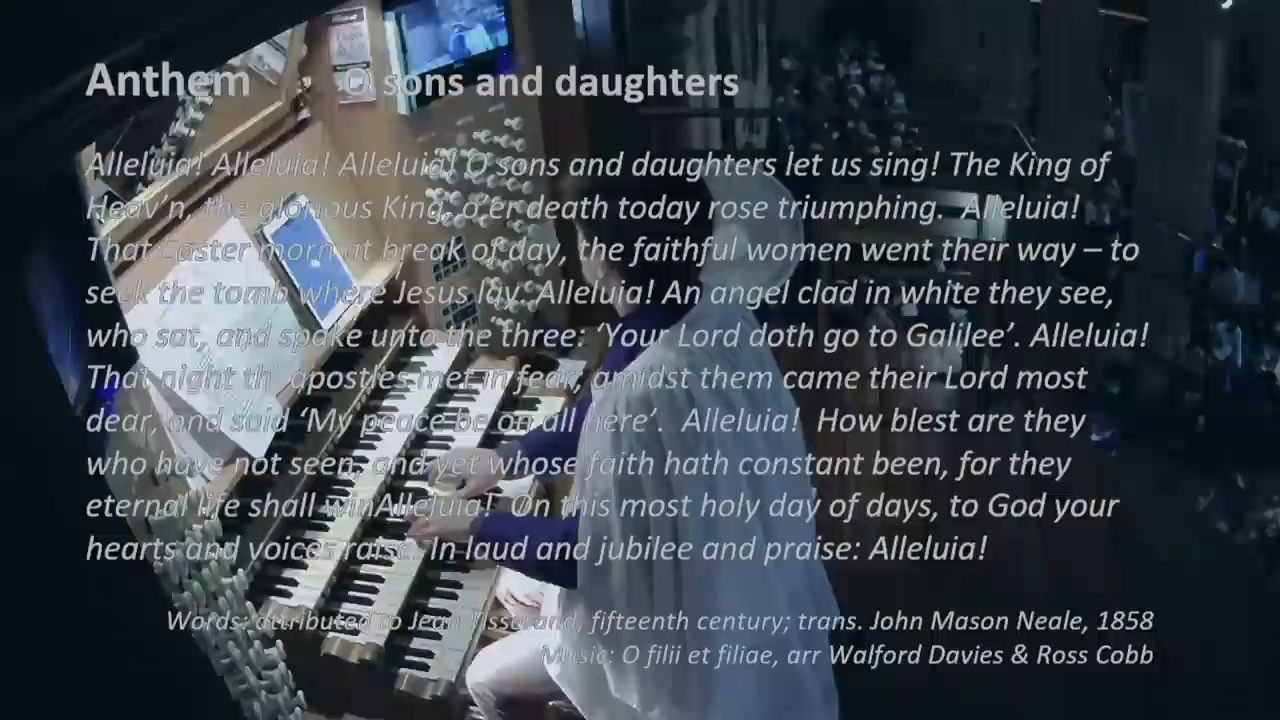 Anthem O sons and daughters
Alleluia! Alleluia! Alleluia! O sons and daughters let us sing! The King of
Heav'n, the glorious King, o'er death today rose triumphing. Alleluia!
That Easter morn at break of day, the faithful women went their way – to
seek the tomb where Jesus lay. Alleluia! An angel clad in white they see,
who sat, and spake unto the three: ‘Your Lord doth go to Galilee’. Alleluia!
That night th' apostles met in fear, amidst them came their Lord most
dear, and said ‘My peace be on all here’. Alleluia! How blest are they
who have not seen, and yet whose faith hath constant been, for they
eternal life shall winAlleluia! On this most holy day of days, to God your
hearts and voices raise. In laud and jubilee and praise: Alleluia!
Words: attributed to Jean Tisserand, fifteenth century; trans. John Mason Neale, 1858
Music: O filii et filiae, arr Walford Davies & Ross Cobb